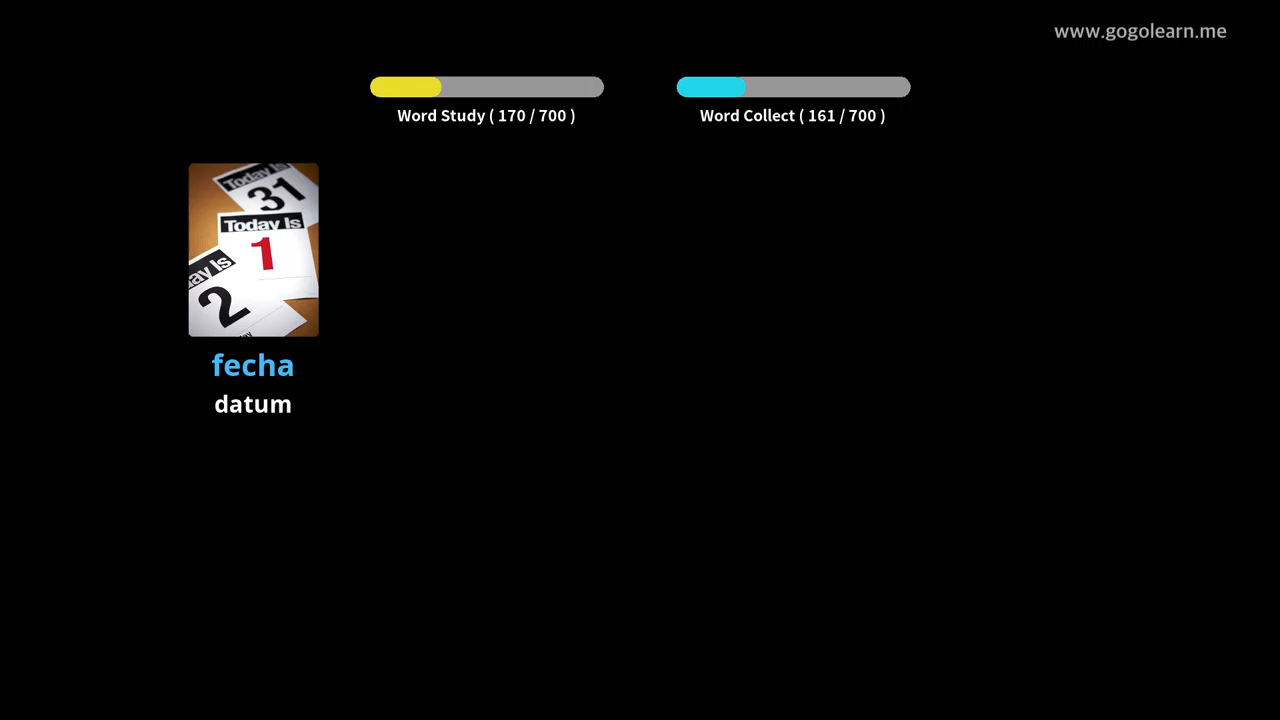 www.gogolearn.me
Word Study ( 170 / 700 )
Word Collect ( 161 / 700 )
Today Is
31
Today Is
1
ay Is
2
fecha
datum